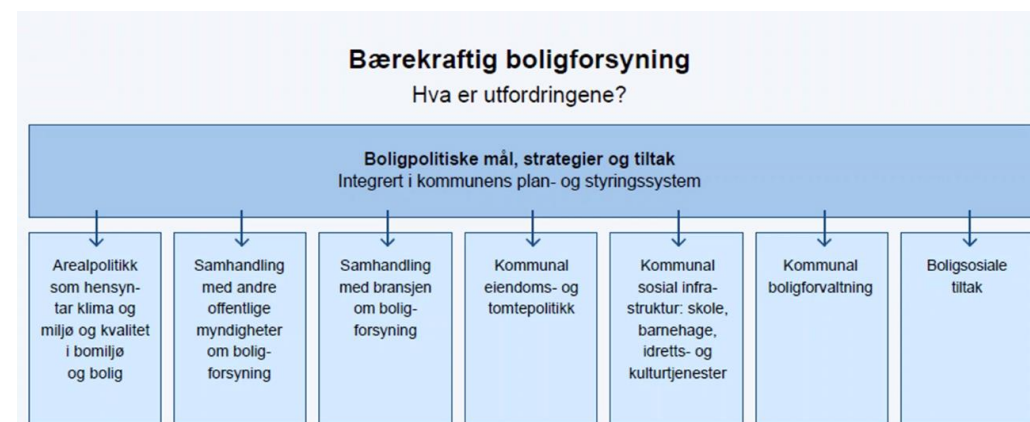 Bærekraftig boligforsyning
Hva er utfordringene?
Boligpolitiske mål, strategier og tiltak
Integrert i kommunens plan- og styringssystem
Arealpolitikk
som hensyn-
tar klima og
miljø og kvalitet
i bomiljø
og bolig
Samhandling
med andre
offentlige
myndigheter
om bolig-
forsyning
Samhandling
med bransjen
om bolig-
forsyning
Kommunal
eiendoms- og
tomtepolitikk
Kommunal
sosial infra-
struktur: skole,
barnehage,
idretts- og
kulturtjenester
Kommunal
boligforvaltning
Boligsosiale
tiltak